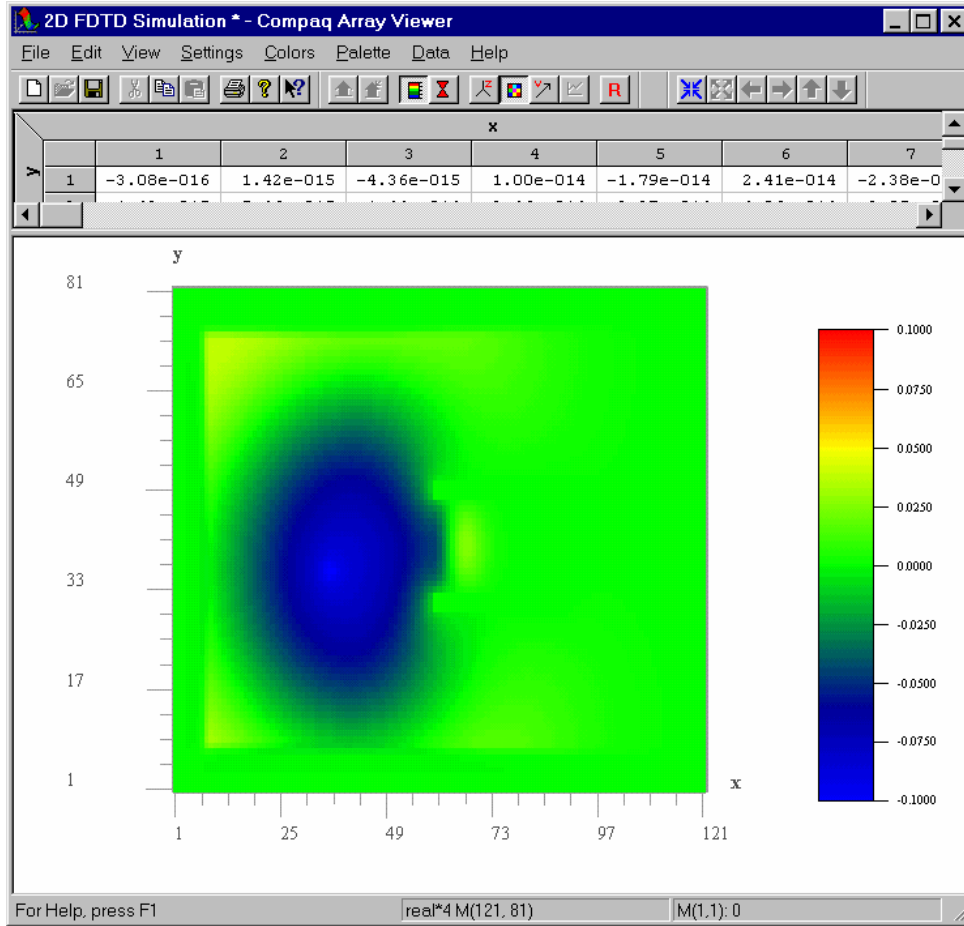 2D FDTD Simulation * - Compaq Array Viewer
File Edit View Settings Colors Palette Data Help
R
x
1 2 3 4 5 6 7
y
1 -3.08e-016 1.42e-015 -4.36e-015 1.00e-014 -1.79e-014 2.41e-014 -2.38e-0
y
81
65
49
33
17
1
x
1 25 49 73 97 121
0.1000
0.0750
0.0500
0.0250
0.0000
-0.0250
-0.0500
-0.0750
-0.1000
For Help, press F1
real*4 M(121, 81)
M(1,1): 0